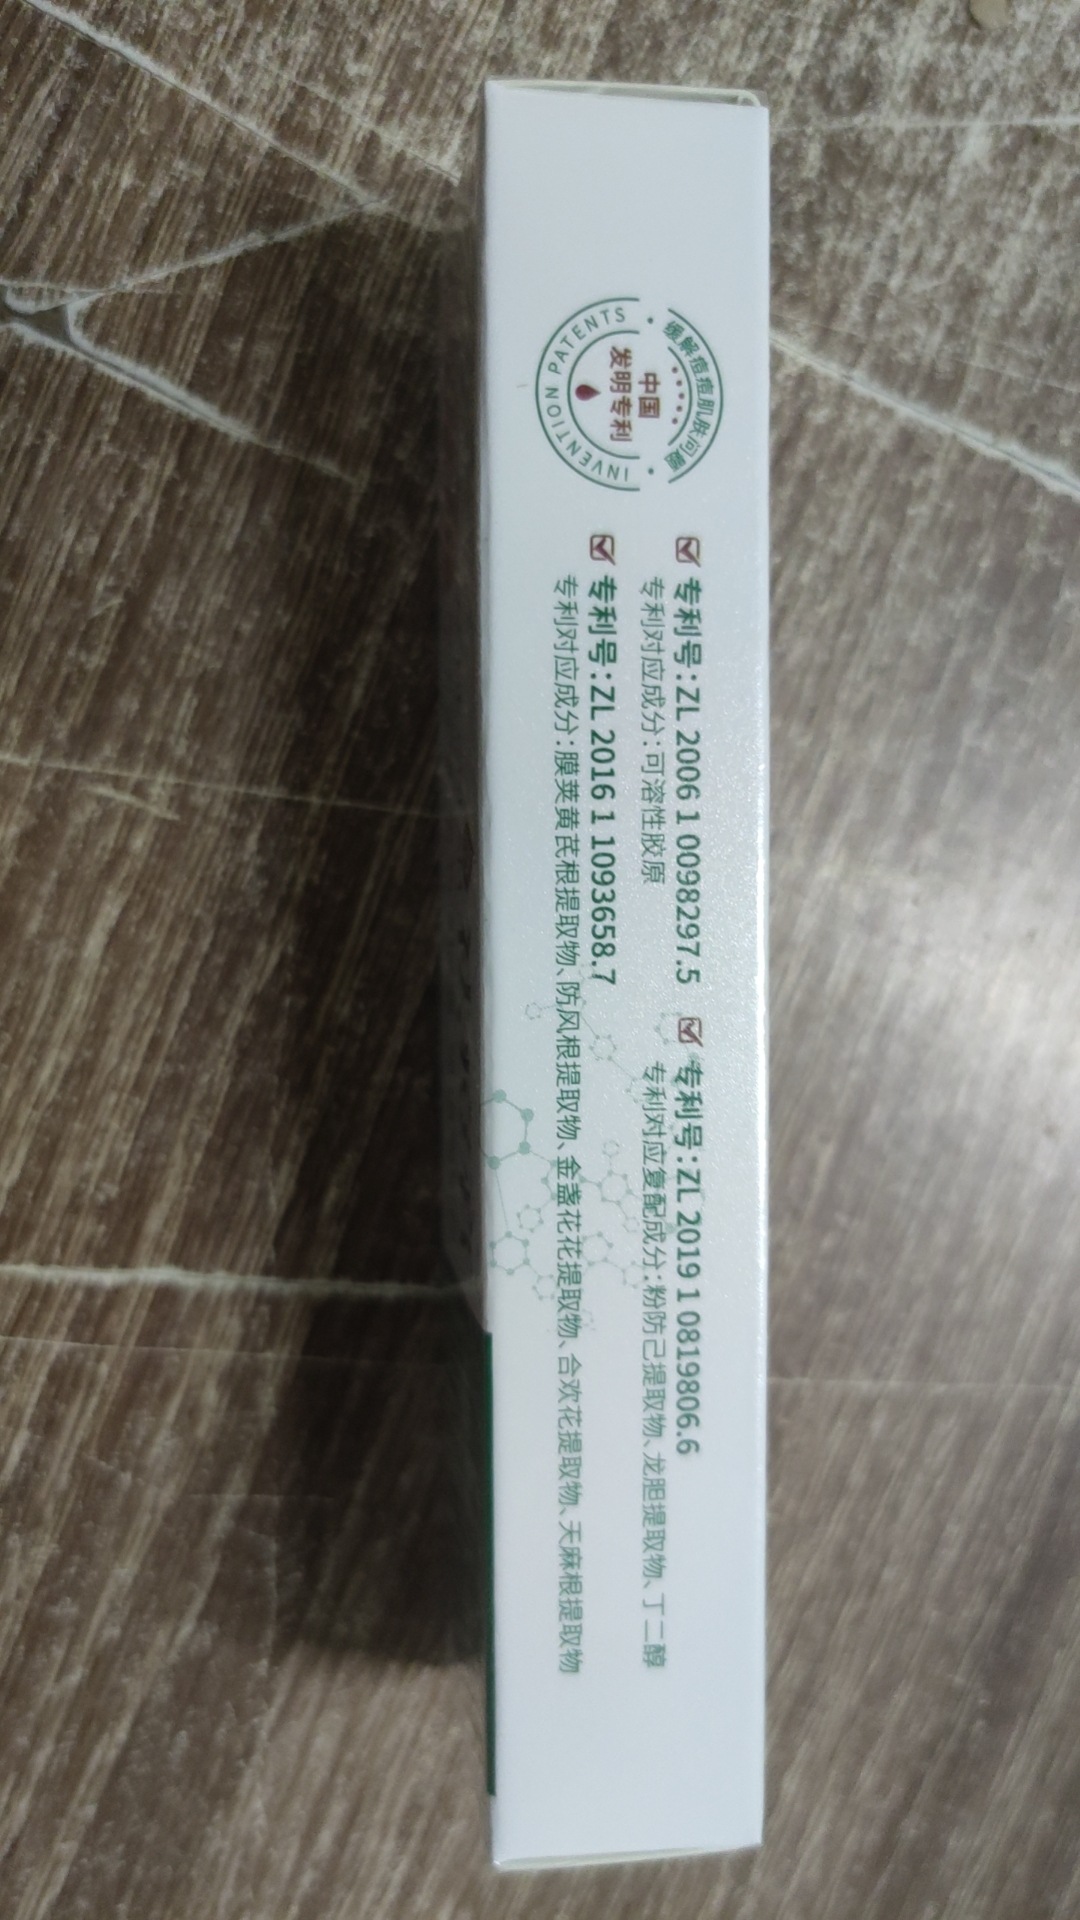 缓解痘痘肌肤问题
中国
发明专利
INVENTION PATENTS
专利号:ZL 2006 1 0098297.5
专利对应成分:可溶性胶原
专利号:ZL 2019 1 0819806.6
专利对应复配成分:粉防己提取物、龙胆提取物、丁二醇
专利号:ZL 2016 1 1093658.7
专利对应成分:膜荚黄芪根提取物、防风根提取物、金盏花花提取物、合欢花提取物、天麻根提取物